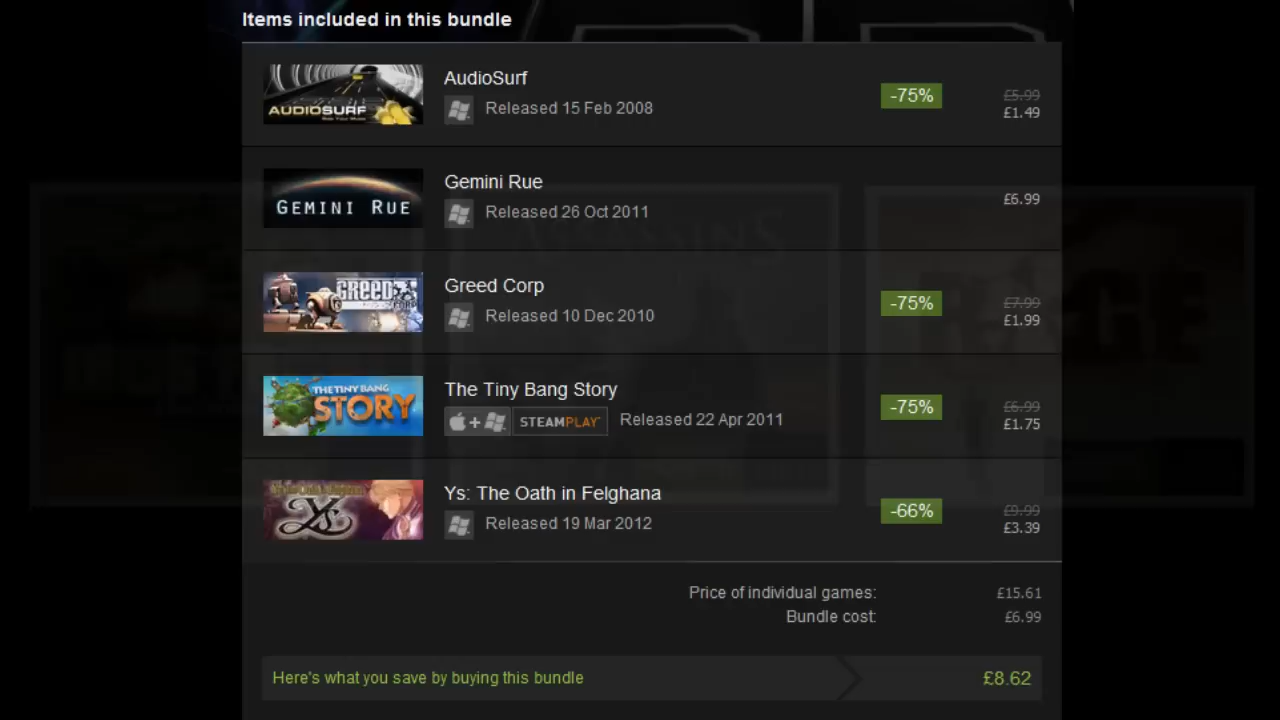 Items included in this bundle
AUDIOSURF
AudioSurf
Released 15 Feb 2008
-75%
£5.99
£1.49
GEMINI RUE
Gemini Rue
Released 26 Oct 2011
£6.99
GREED
Greed Corp
Released 10 Dec 2010
-75%
£7.99
£1.99
THE TINY BANG
STORY
The Tiny Bang Story
STEAMPLAY
Released 22 Apr 2011
-75%
£6.99
£1.75
Ys
Ys: The Oath in Felghana
Released 19 Mar 2012
-66%
£9.99
£3.39
Price of individual games: £15.61
Bundle cost: £6.99
Here's what you save by buying this bundle £8.62